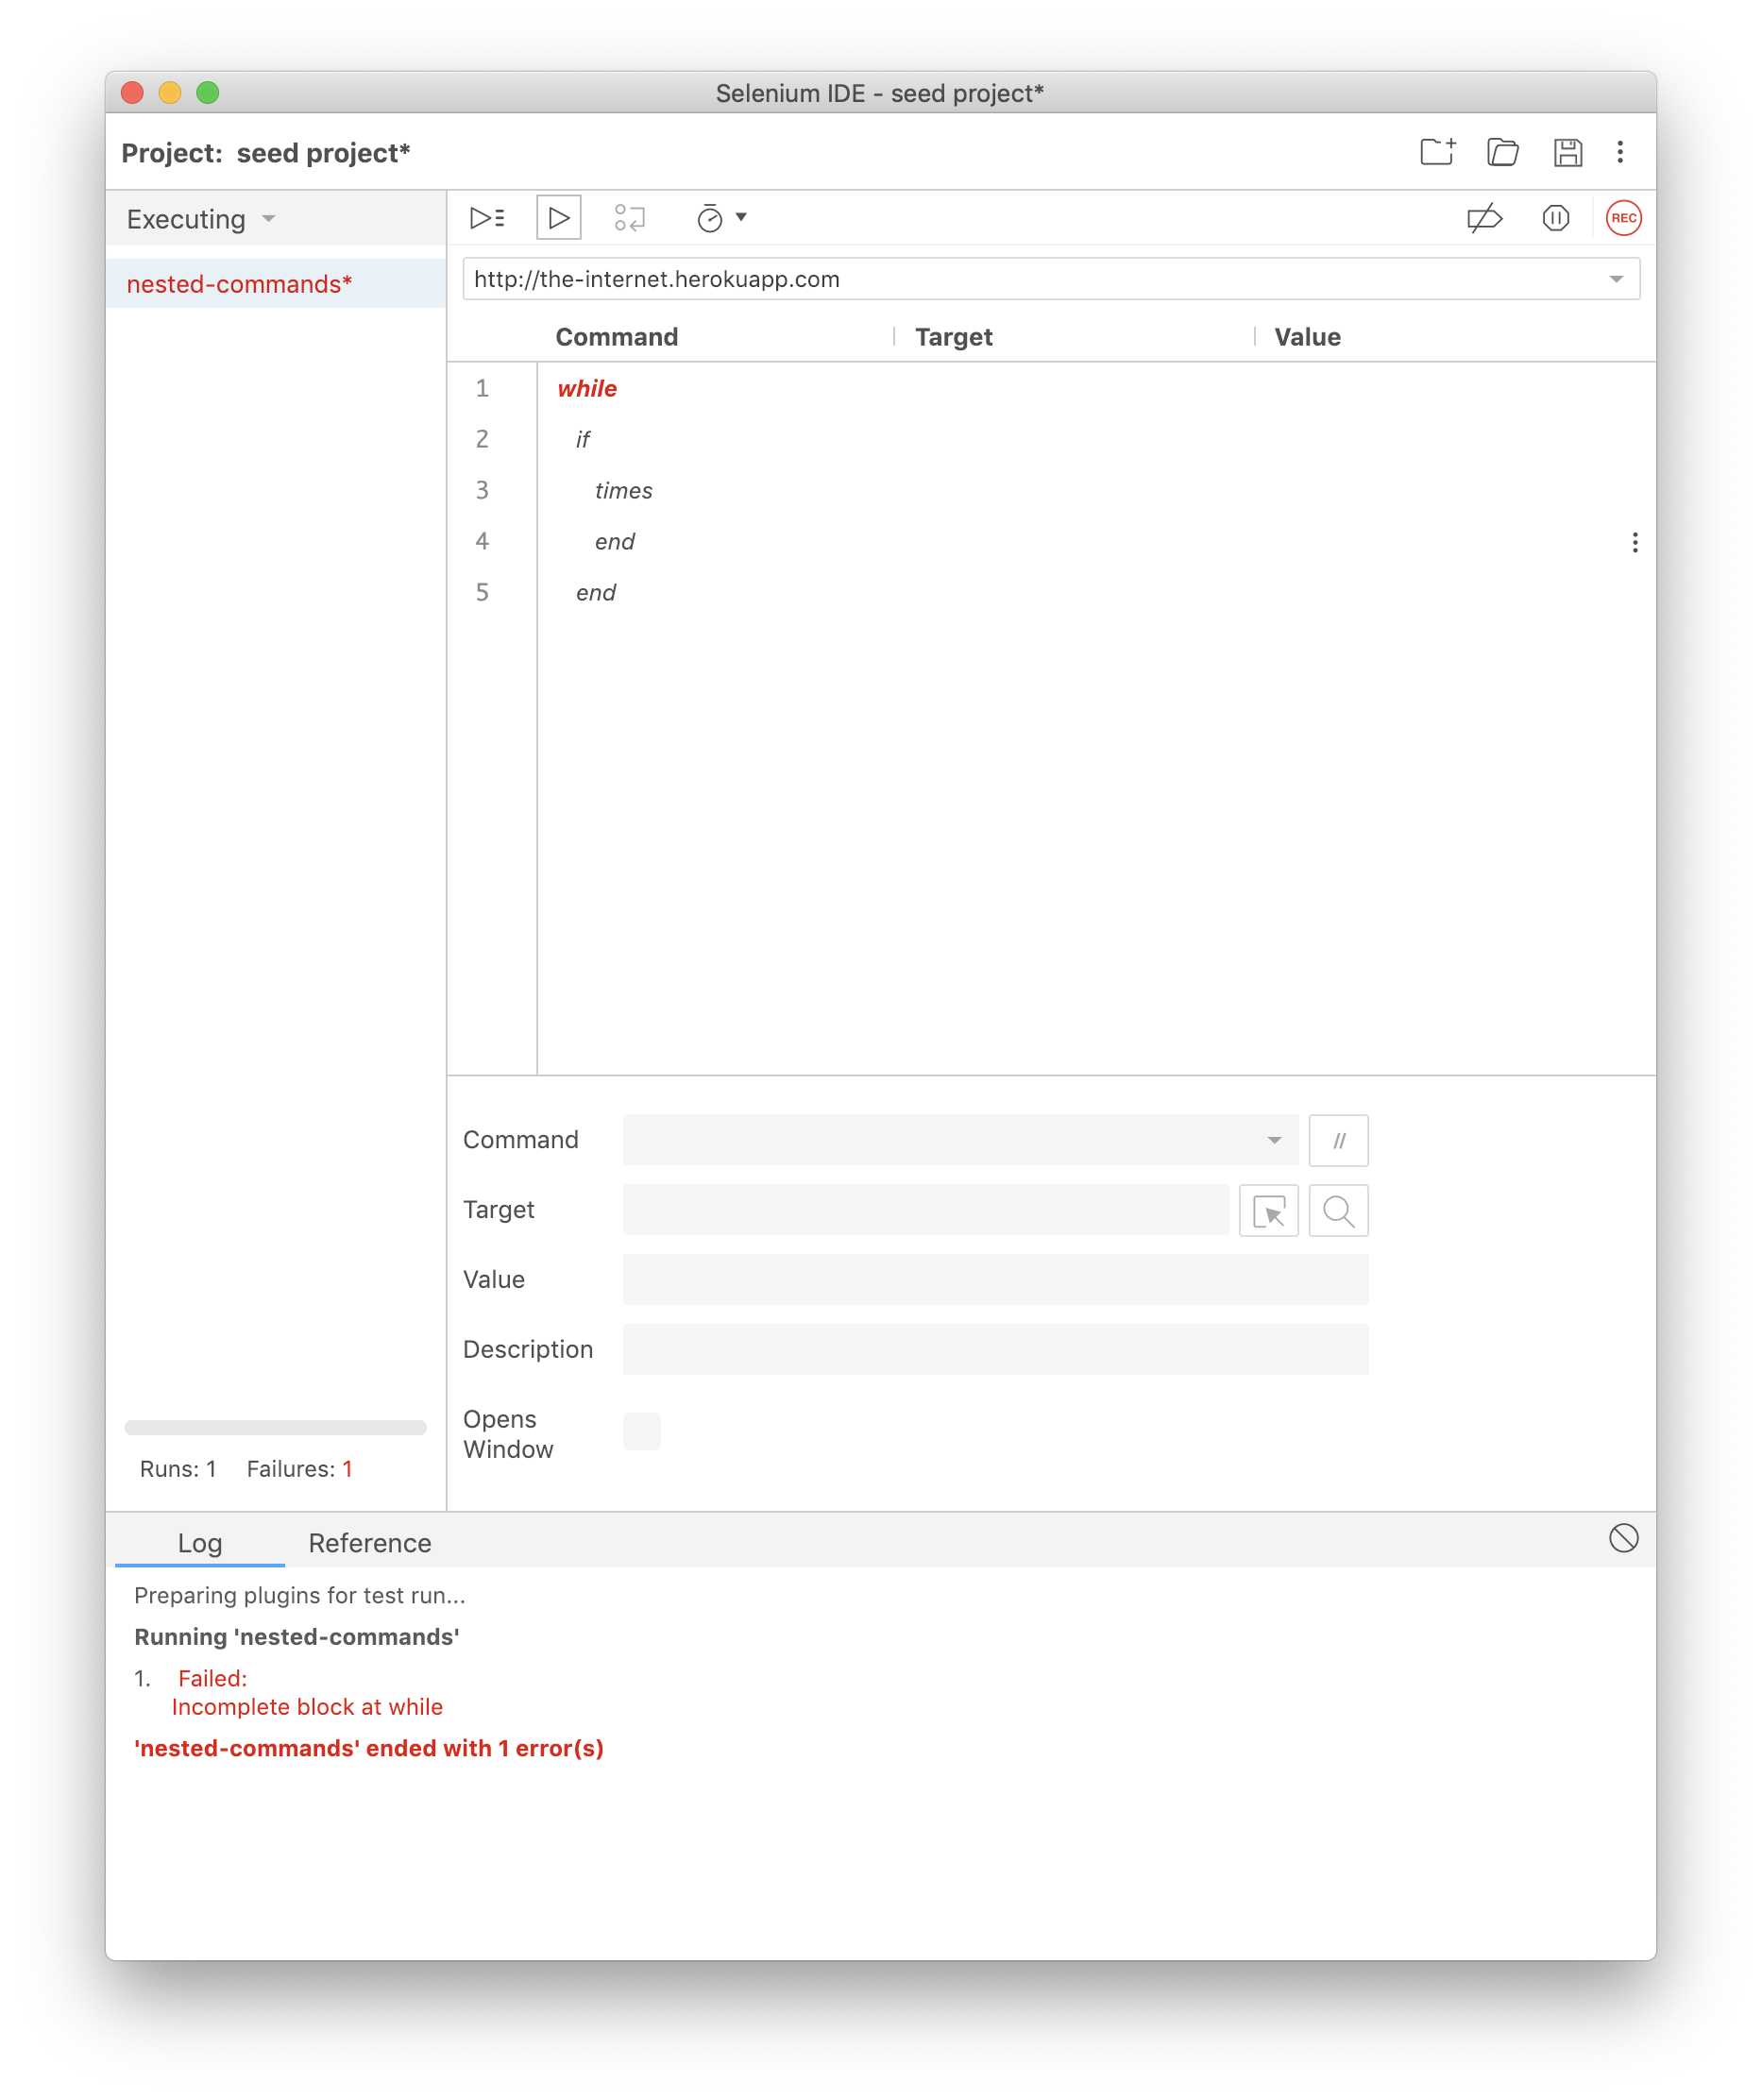 Selenium IDE - seed project*
Project: seed project*
Executing
nested-commands*
REC
http://the-internet.herokuapp.com
Command Target Value
1 while
2 if
3 times
4 end
5 end
Command //
Target
Value
Description
Opens
Window
Runs: 1 Failures: 1
Log Reference
Preparing plugins for test run...
Running 'nested-commands'
1. Failed:
Incomplete block at while
'nested-commands' ended with 1 error(s)